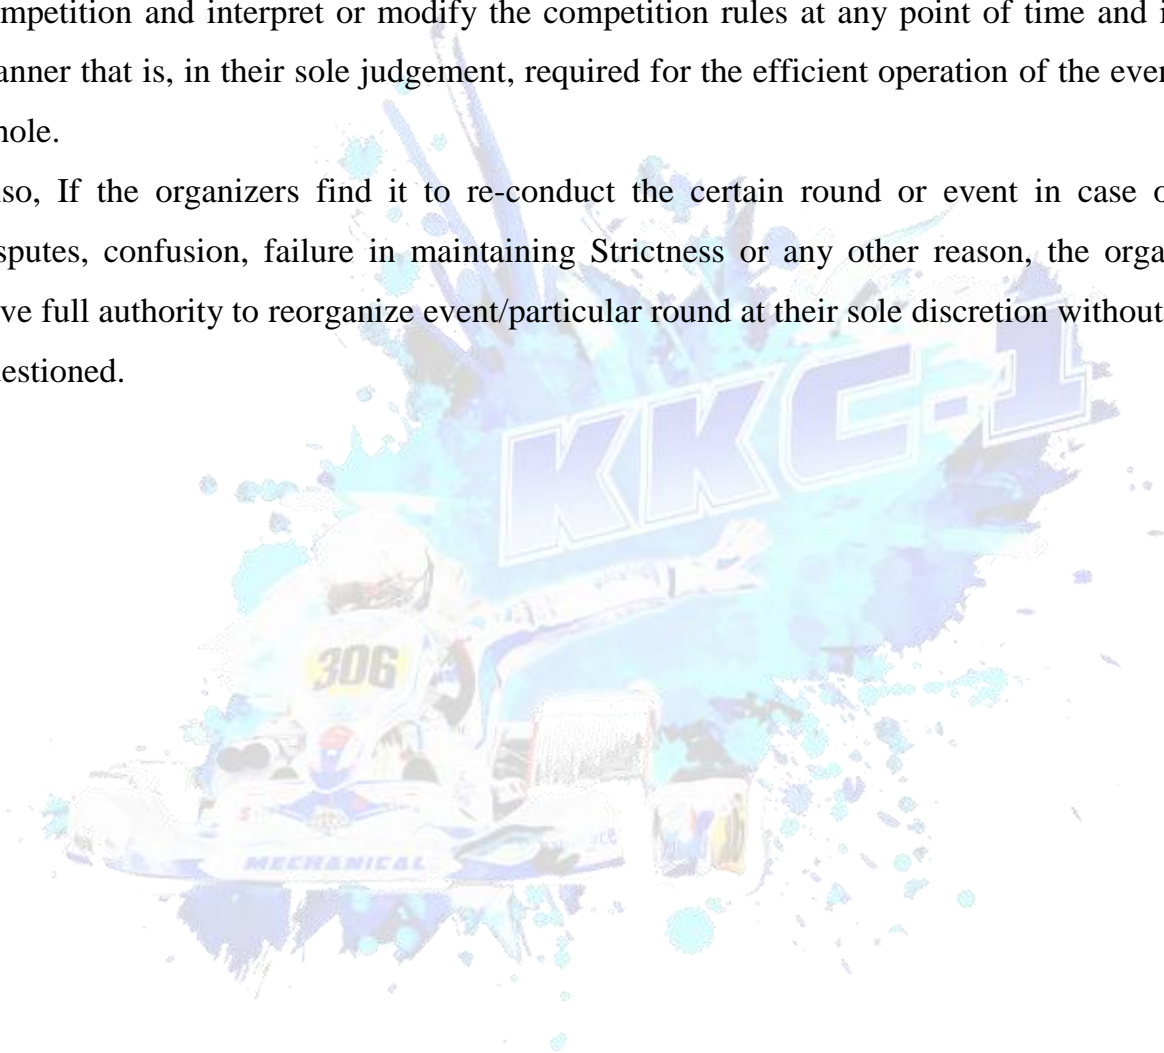 mpetition and interpret or modify the competition rules at any point of time and i
anner that is, in their sole judgement, required for the efficient operation of the ever
hole.
so, If the organizers find it to re-conduct the certain round or event in case o
sputes, confusion, failure in maintaining Strictness or any other reason, the orga
ve full authority to reorganize event/particular round at their sole discretion without
estioned.
KKC-1
306
MECHANICAL